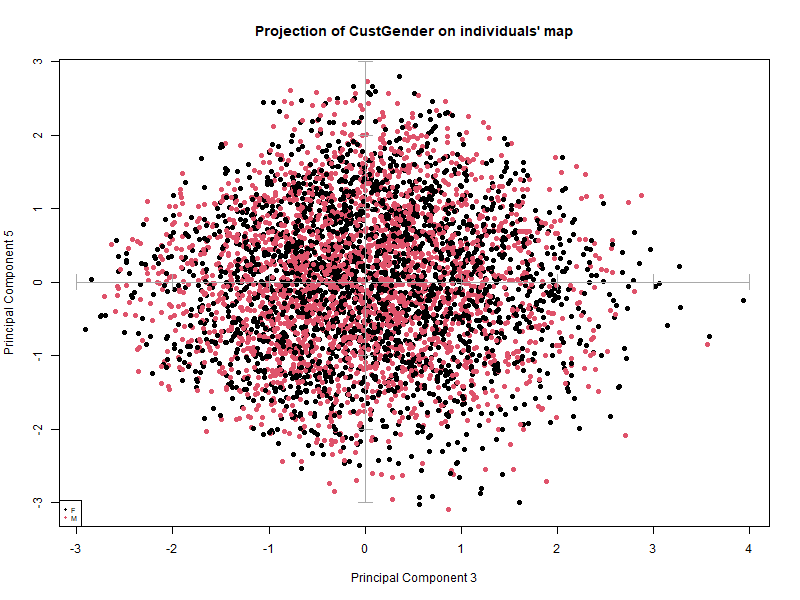 Projection of CustGender on individuals' map
3
2
1
0
-1
-2
-3
Principal Component 5
F
M
-3 -2 -1 0 1 2 3 4
Principal Component 3